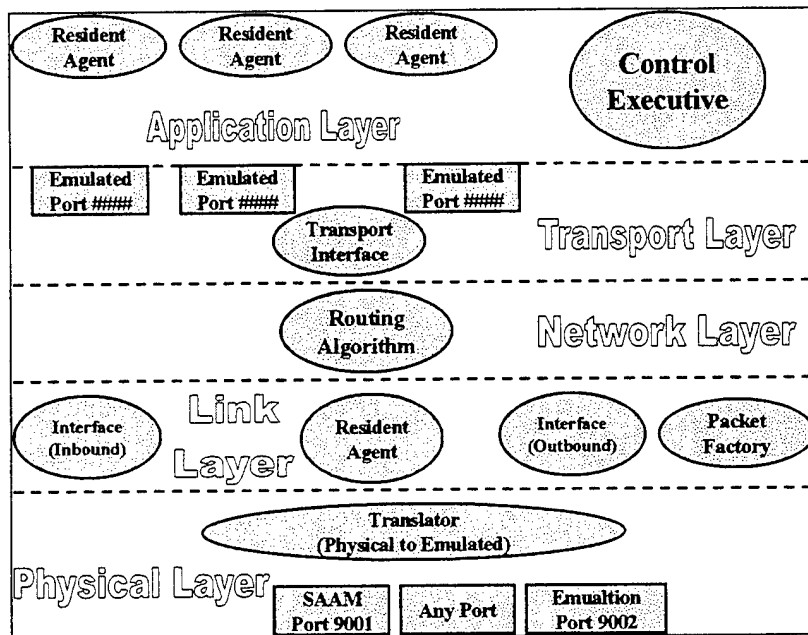 Resident
Agent
Resident
Agent
Resident
Agent
Control
Executive
Application Layer
Emulated
Port ####
Emulated
Port ####
Emulated
Port ####
Transport
Interface
Transport Layer
Routing
Algorithm
Network Layer
Interface
(Inbound)
Link
Layer
Resident
Agent
Interface
(Outbound)
Packet
Factory
Translator
(Physical to Emulated)
Physical Layer
SAAM
Port 9001
Any Port
Emualtion
Port 9002